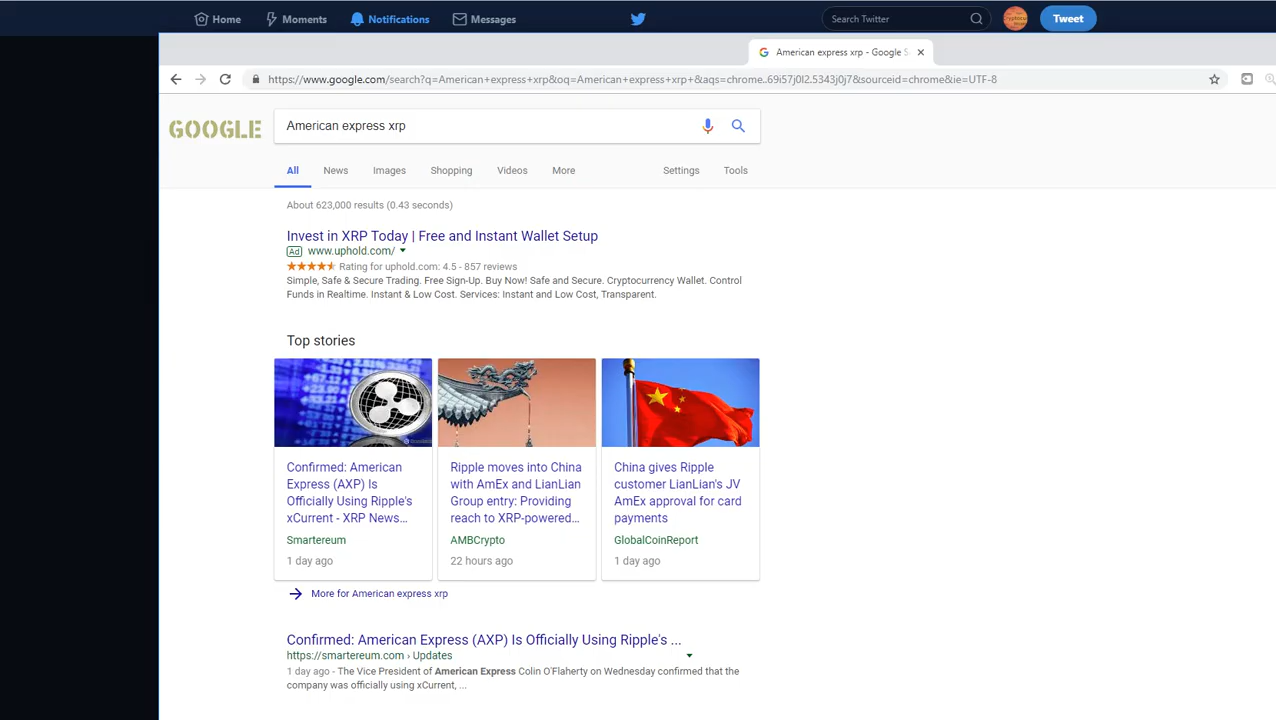 Home Moments Notifications Messages Search Twitter Tweet
American express xrp - Google S
https://www.google.com/search?q=American+express+xrp&oq=American+express+xrp+&aqs=chrome..69i57j0l2.5343j0j7&sourceid=chrome&ie=UTF-8
GOOGLE American express xrp
All News Images Shopping Videos More Settings Tools
About 623,000 results (0.43 seconds)
Invest in XRP Today | Free and Instant Wallet Setup
Ad www.uphold.com/
Rating for uphold.com: 4.5 - 857 reviews
Simple, Safe & Secure Trading. Free Sign-Up. Buy Now! Safe and Secure. Cryptocurrency Wallet. Control
Funds in Realtime. Instant & Low Cost. Services: Instant and Low Cost, Transparent.
Top stories
Confirmed: American
Express (AXP) Is
Officially Using Ripple's
xCurrent - XRP News...
Smartereum
1 day ago
Ripple moves into China
with AmEx and LianLian
Group entry: Providing
reach to XRP-powered...
AMBCrypto
22 hours ago
China gives Ripple
customer LianLian's JV
AmEx approval for card
payments
GlobalCoinReport
1 day ago
More for American express xrp
Confirmed: American Express (AXP) Is Officially Using Ripple's ...
https://smartereum.com › Updates
1 day ago - The Vice President of American Express Colin O'Flaherty on Wednesday confirmed that the
company was officially using xCurrent, ...